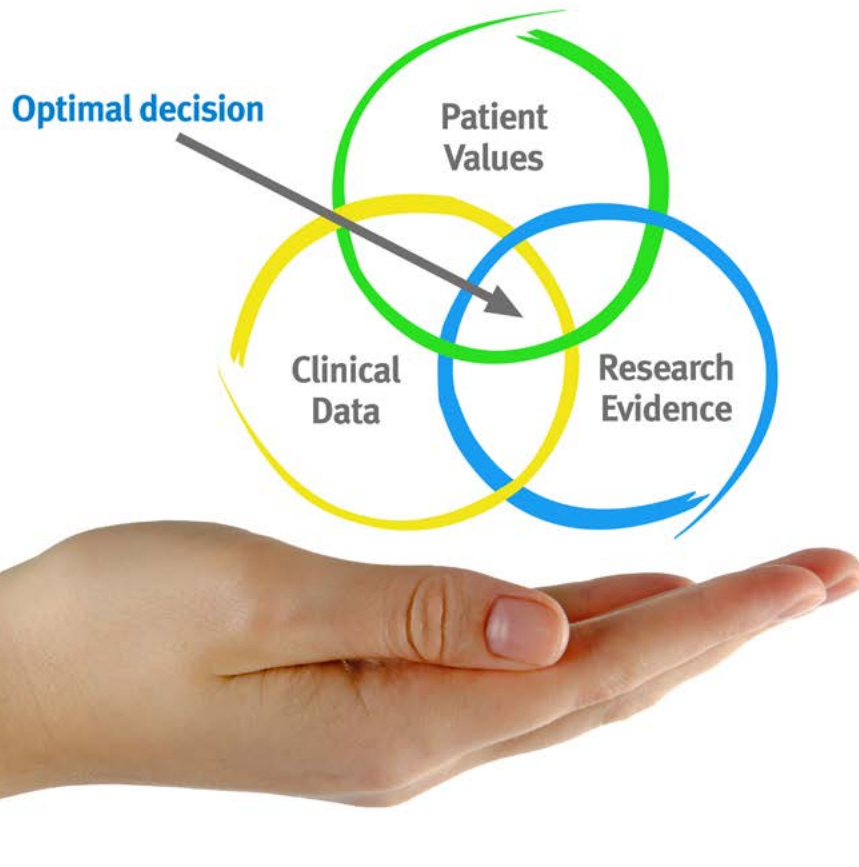 Optimal decision
Patient
Values
Clinical
Data
Research
Evidence